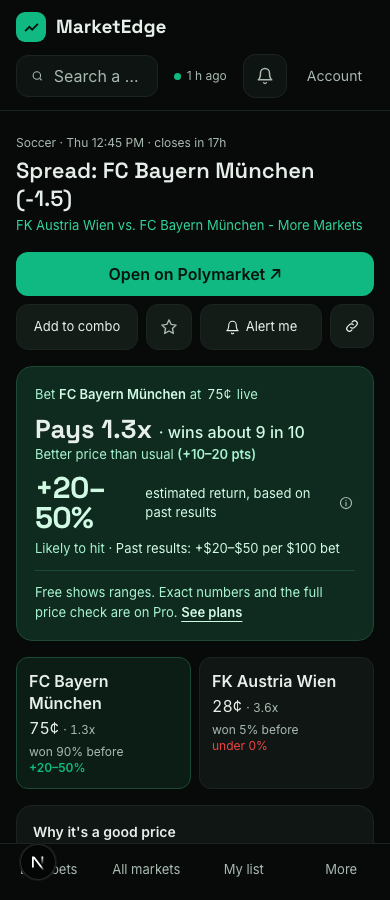 MarketEdge
Search a ...
1 h ago
Account
Soccer · Thu 12:45 PM · closes in 17h
Spread: FC Bayern München
(-1.5)
FK Austria Wien vs. FC Bayern München - More Markets
Open on Polymarket ↗
Add to combo
Alert me
Bet FC Bayern München at 75¢ live
Pays 1.3x · wins about 9 in 10
Better price than usual (+10–20 pts)
+20–
50%
estimated return, based on
past results
Likely to hit · Past results: +$20–$50 per $100 bet
Free shows ranges. Exact numbers and the full
price check are on Pro. See plans
FC Bayern
München
75¢ · 1.3x
won 90% before
+20–50%
FK Austria Wien
28¢ · 3.6x
won 5% before
under 0%
Why it's a good price
N
All markets
My list
More